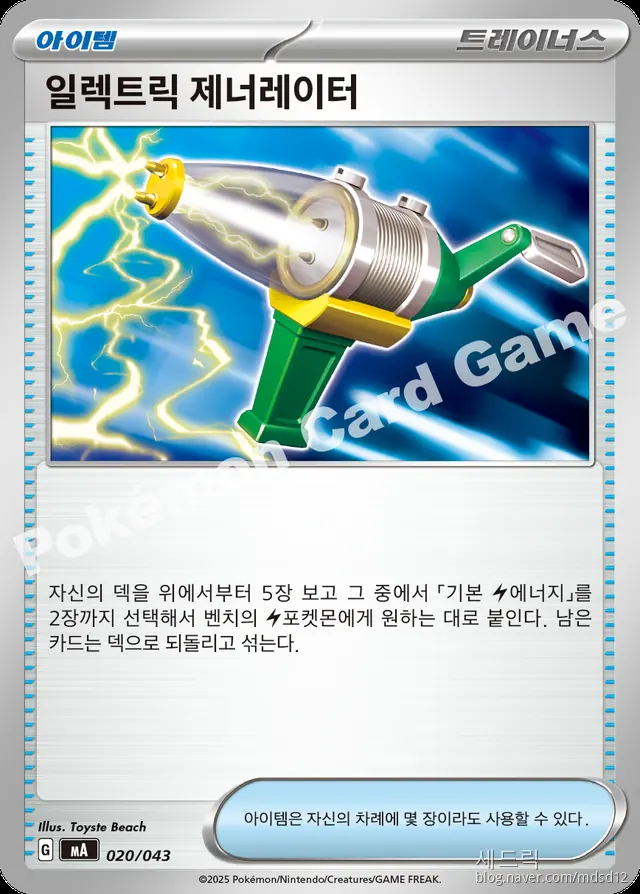 아이템
트레이너스
일렉트릭 제너레이터
Pokémon Card Game
자신의 덱을 위에서부터 5장 보고 그 중에서 「기본 에너지」를
2장까지 선택해서 벤치의 포켓몬에게 원하는 대로 붙인다. 남은
카드는 덱으로 되돌리고 섞는다.
아이템은 자신의 차례에 몇 장이라도 사용할 수 있다.
Illus. Toyste Beach
G mA 020/043
©2025 Pokémon/Nintendo/Creatures/GAME FREAK.
세드릭
blog.naver.com/mdsd12